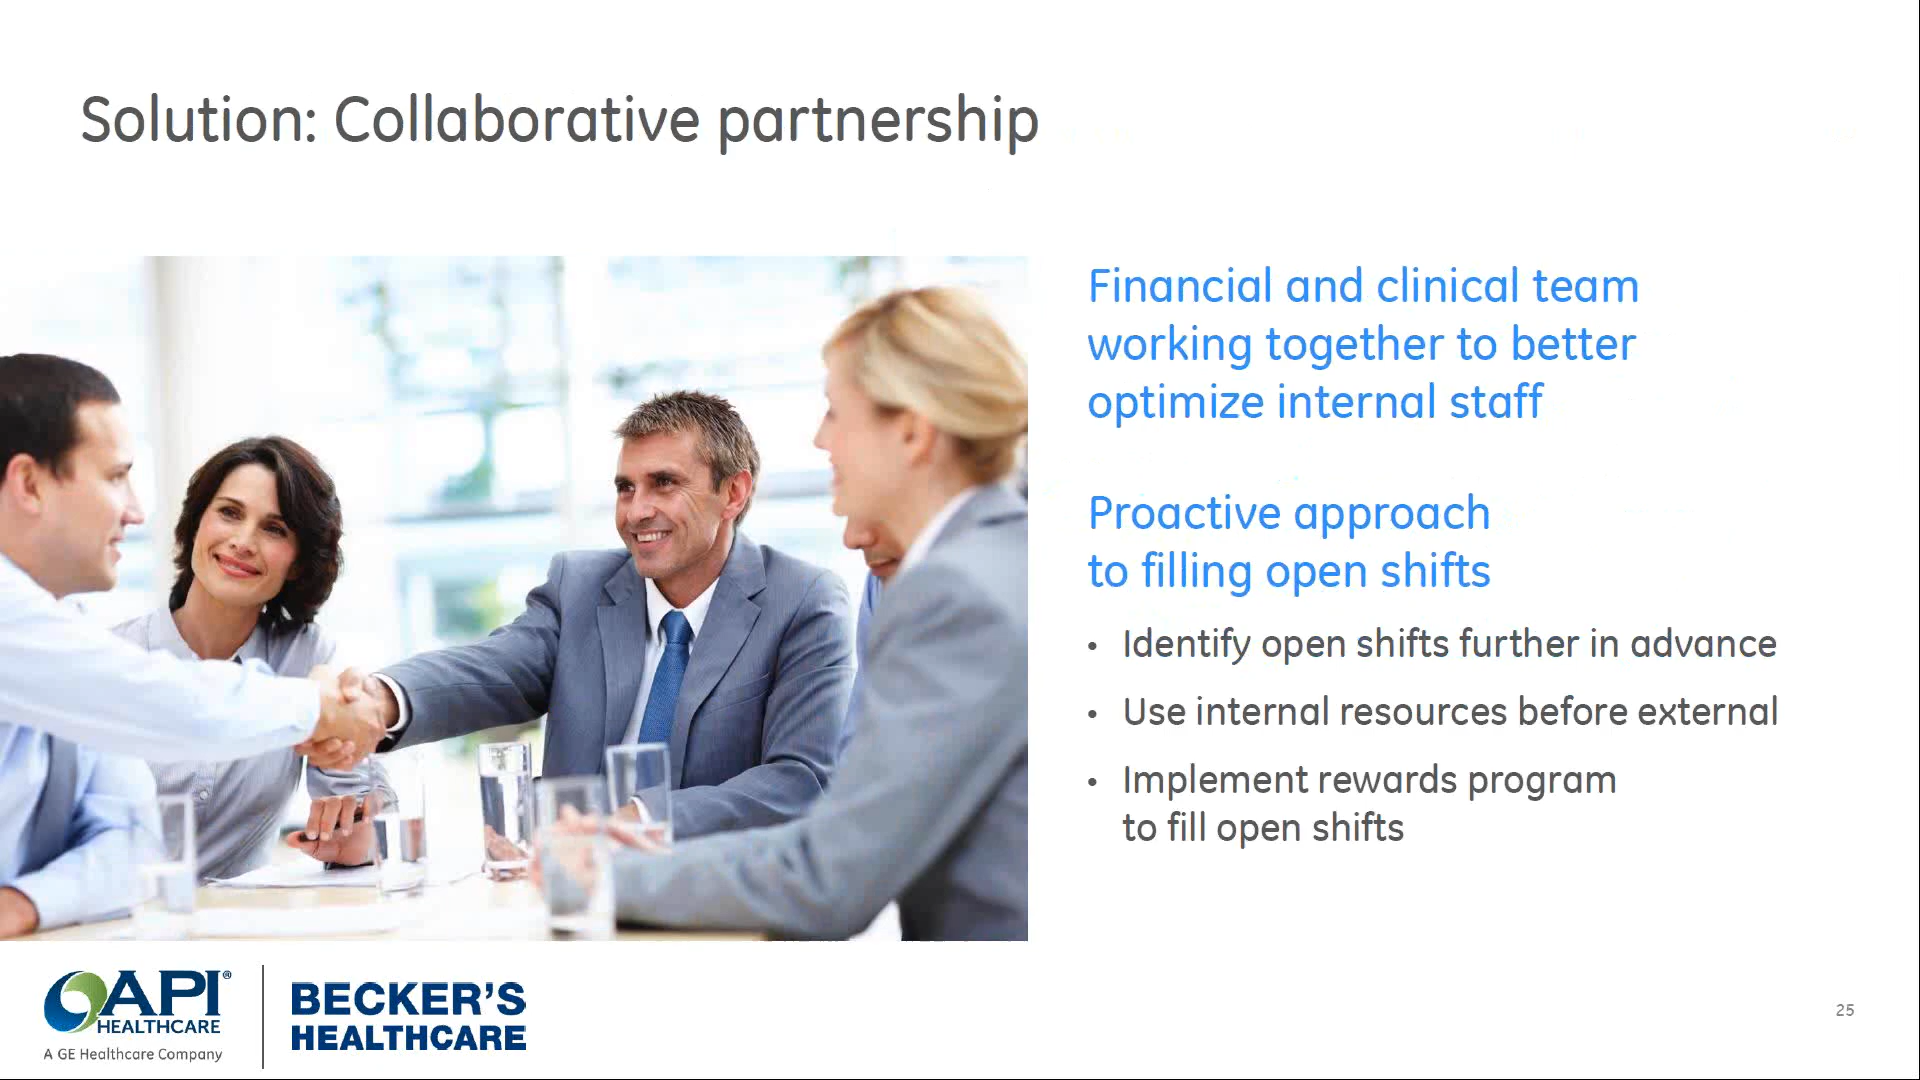 Solution: Collaborative partnership
Financial and clinical team
working together to better
optimize internal staff
Proactive approach
to filling open shifts
• Identify open shifts further in advance
• Use internal resources before external
• Implement rewards program
to fill open shifts
API®
HEALTHCARE
A GE Healthcare Company
BECKER'S
HEALTHCARE
25